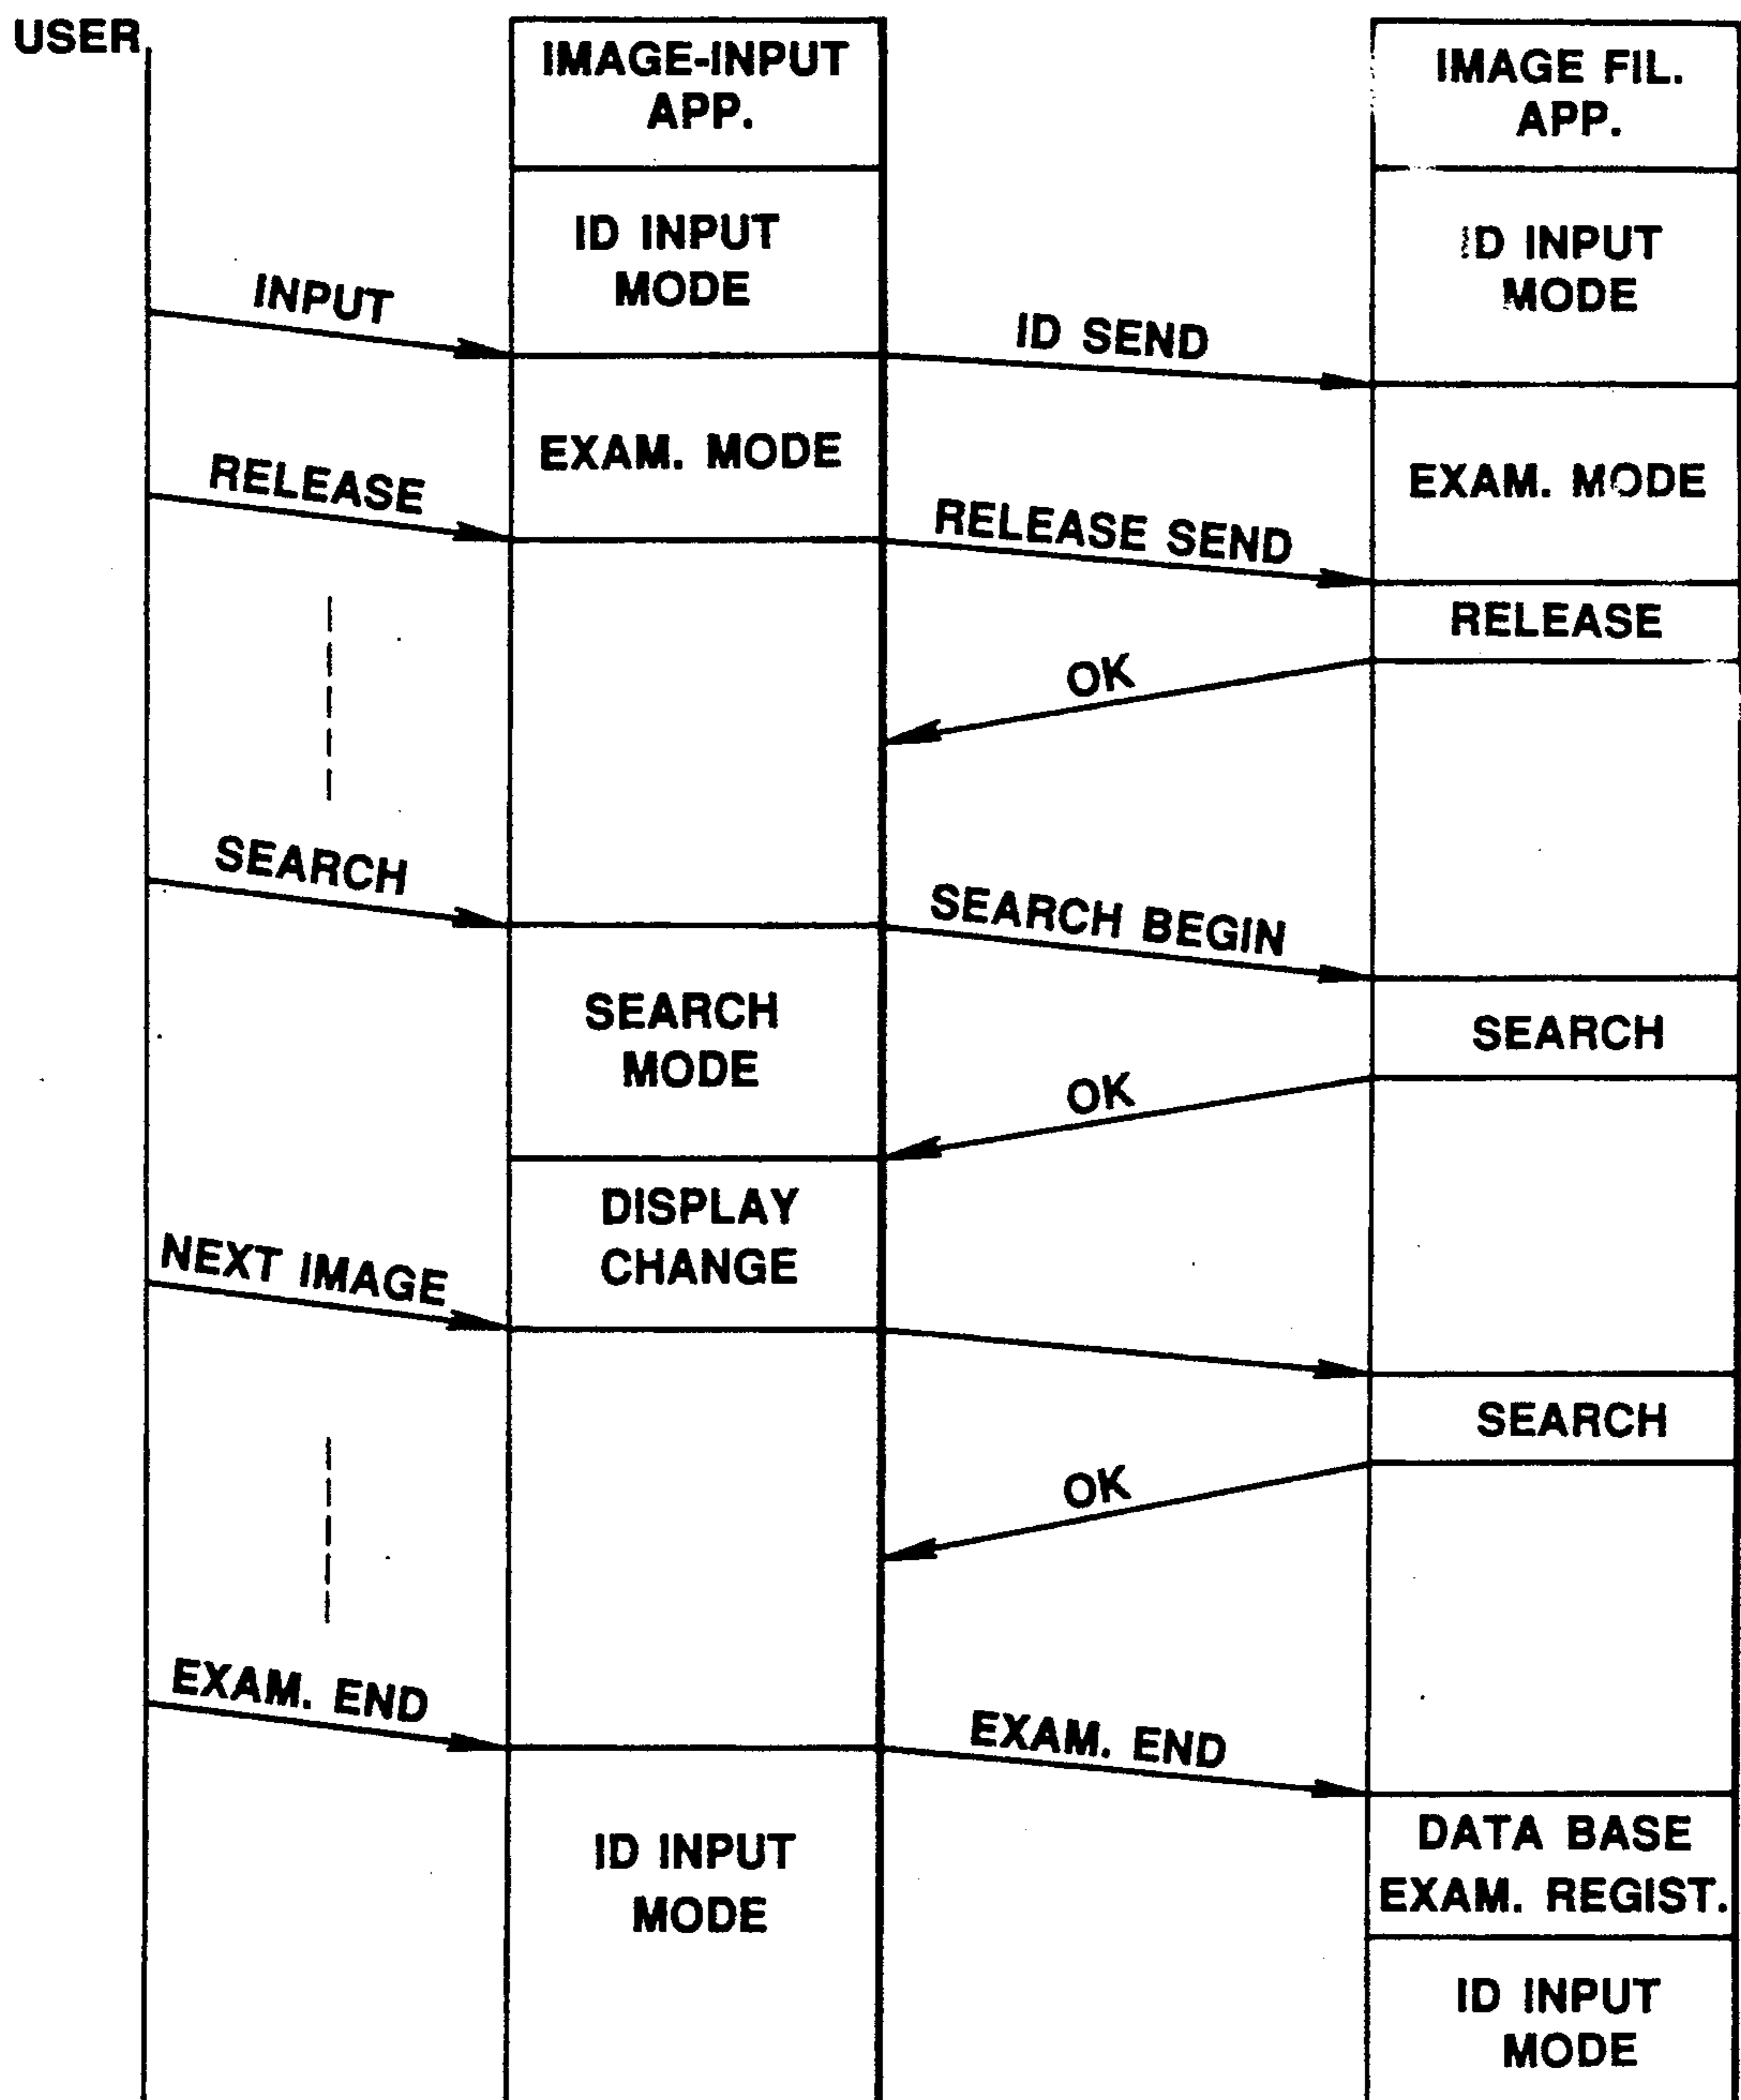 USER
IMAGE-INPUT
APP.
IMAGE FIL.
APP.
ID INPUT
MODE
ID INPUT
MODE
INPUT
ID SEND
EXAM. MODE
EXAM. MODE
RELEASE
RELEASE SEND
RELEASE
OK
SEARCH
SEARCH BEGIN
SEARCH
MODE
SEARCH
OK
DISPLAY
CHANGE
NEXT IMAGE
SEARCH
OK
EXAM. END
EXAM. END
DATA BASE
EXAM. REGIST.
ID INPUT
MODE
ID INPUT
MODE